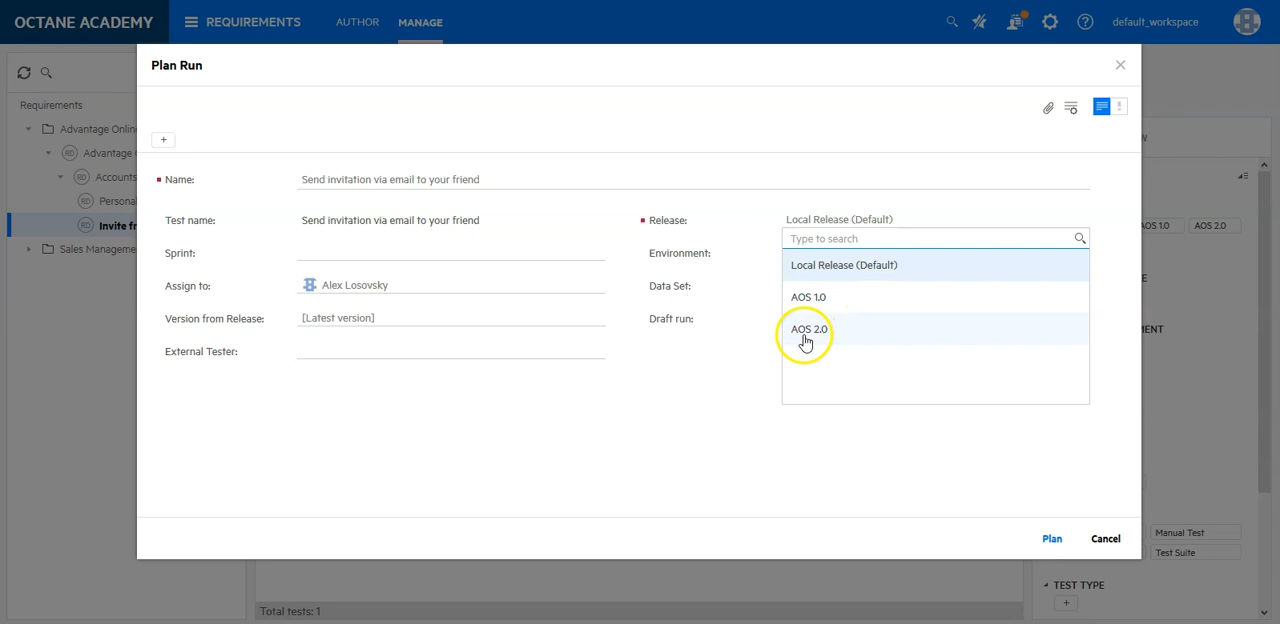 OCTANE ACADEMY
REQUIREMENTS
AUTHOR
MANAGE
default_workspace
Plan Run
Requirements
Advantage Onlin
Advantage
Accounts
Persona
Invite fr
Sales Manageme
+
Name:
Send invitation via email to your friend
Test name:
Send invitation via email to your friend
Release:
Local Release (Default)
Sprint:
Environment:
Type to search
Assign to:
Alex Losovsky
Data Set:
Local Release (Default)
Version from Release:
[Latest version]
Draft run:
AOS 1.0
External Tester:
AOS 2.0
Plan
Cancel
W
AOS 1.0
AOS 2.0
E
MENT
Manual Test
Test Suite
TEST TYPE
+
Total tests: 1